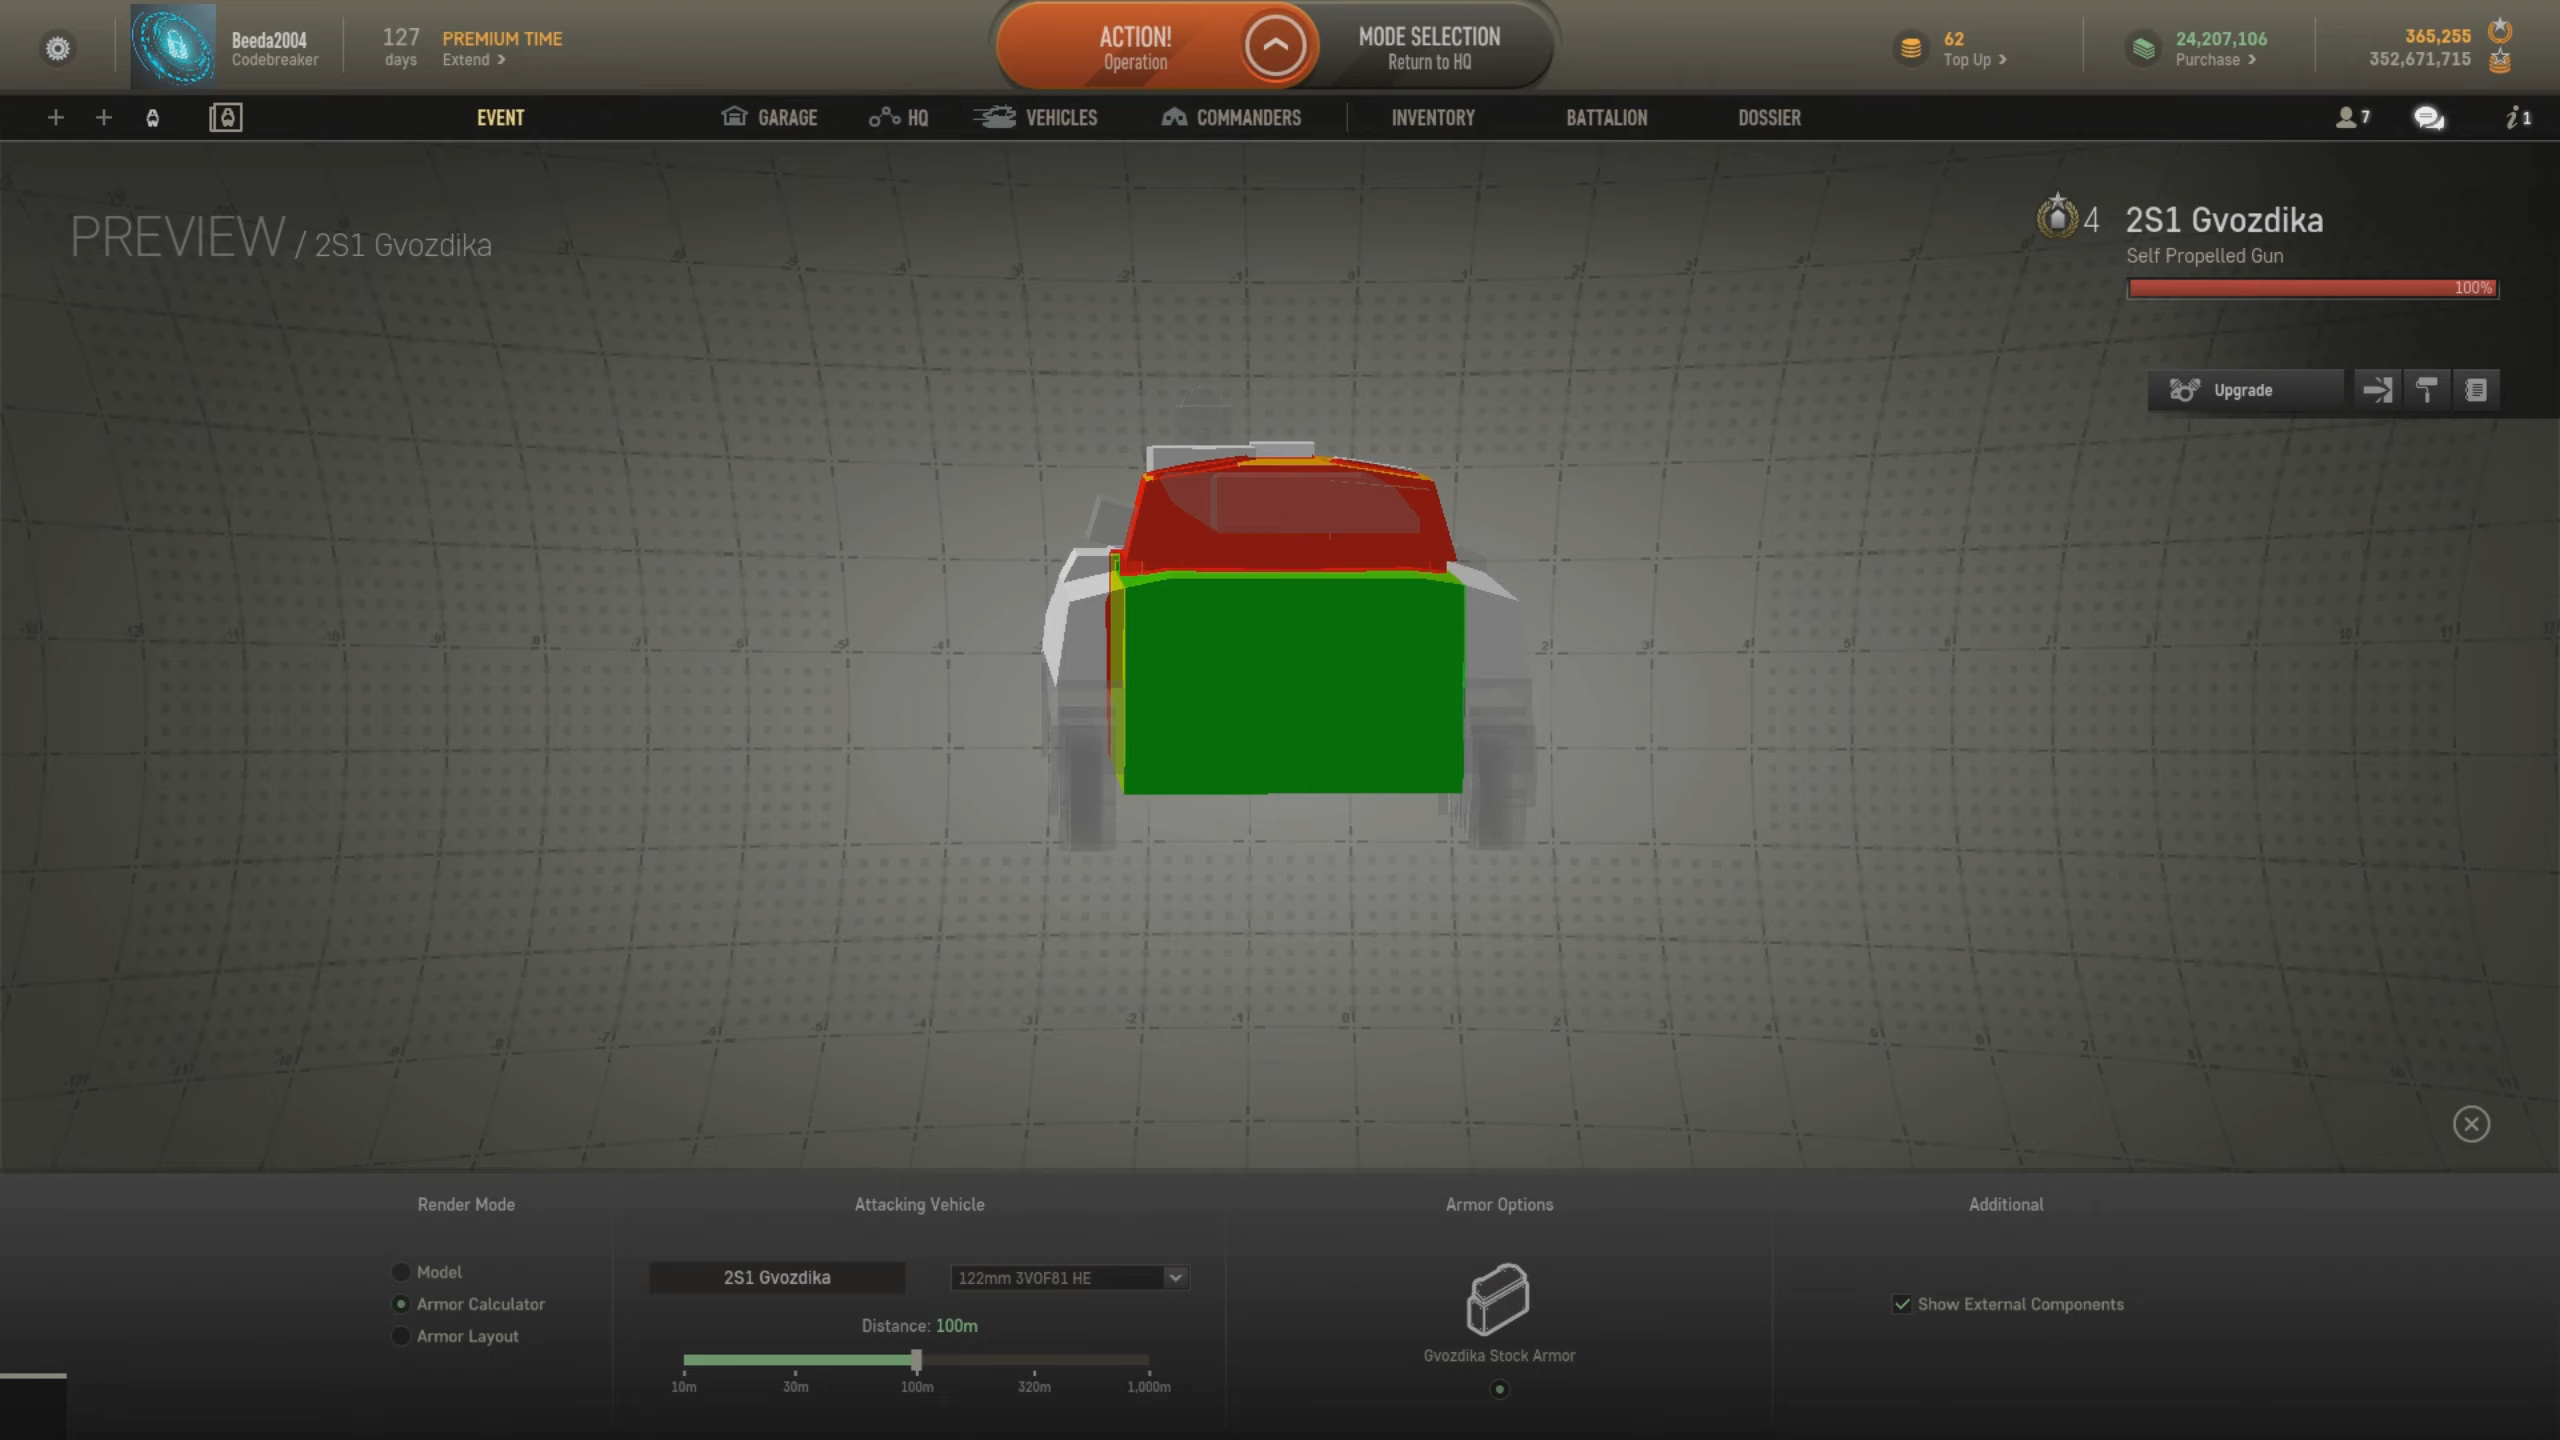 Beeda2004
Codebreaker
127
days
PREMIUM TIME
Extend >
ACTION!
Operation
MODE SELECTION
Return to HQ
62
Top Up >
24,207,106
Purchase >
365,255
352,671,715
EVENT
GARAGE
HQ
VEHICLES
COMMANDERS
INVENTORY
BATTALION
DOSSIER
7
1
PREVIEW / 2S1 Gvozdika
4
2S1 Gvozdika
Self Propelled Gun
100%
Upgrade
Render Mode
Model
Armor Calculator
Armor Layout
Attacking Vehicle
2S1 Gvozdika
122mm 3VOF81 HE
Distance: 100m
10m 30m 100m 320m 1,000m
Armor Options
Gvozdika Stock Armor
Additional
Show External Components